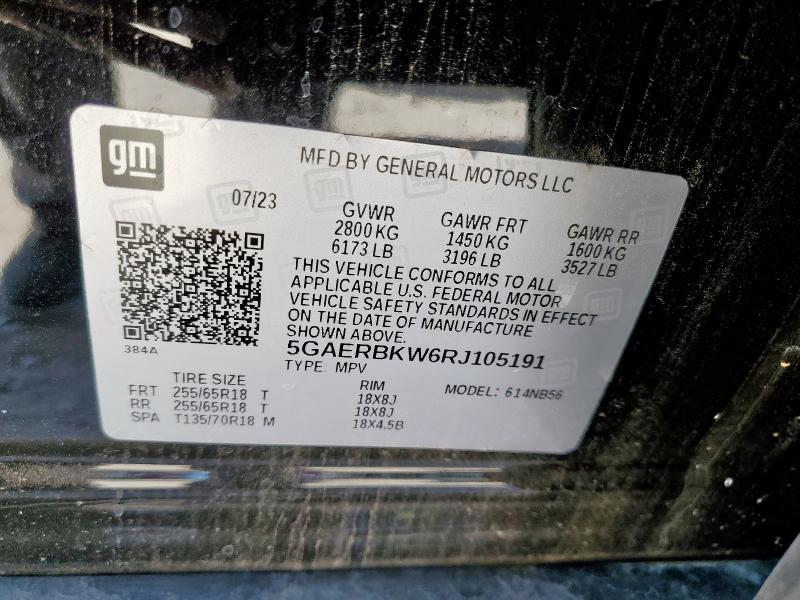 gm
MFD BY GENERAL MOTORS LLC
07/23
GVWR
2800 KG
6173 LB
GAWR FRT
1450 KG
3196 LB
GAWR RR
1600 KG
3527 LB
THIS VEHICLE CONFORMS TO ALL
APPLICABLE U.S. FEDERAL MOTOR
VEHICLE SAFETY STANDARDS IN EFFECT
ON THE DATE OF MANUFACTURE
SHOWN ABOVE.
384A
5GAERBKW6RJ105191
TYPE: MPV
MODEL: 614NB56
TIRE SIZE
RIM
FRT 255/65R18 T 18X8J
RR 255/65R18 T 18X8J
SPA T135/70R18 M 18X4.5B